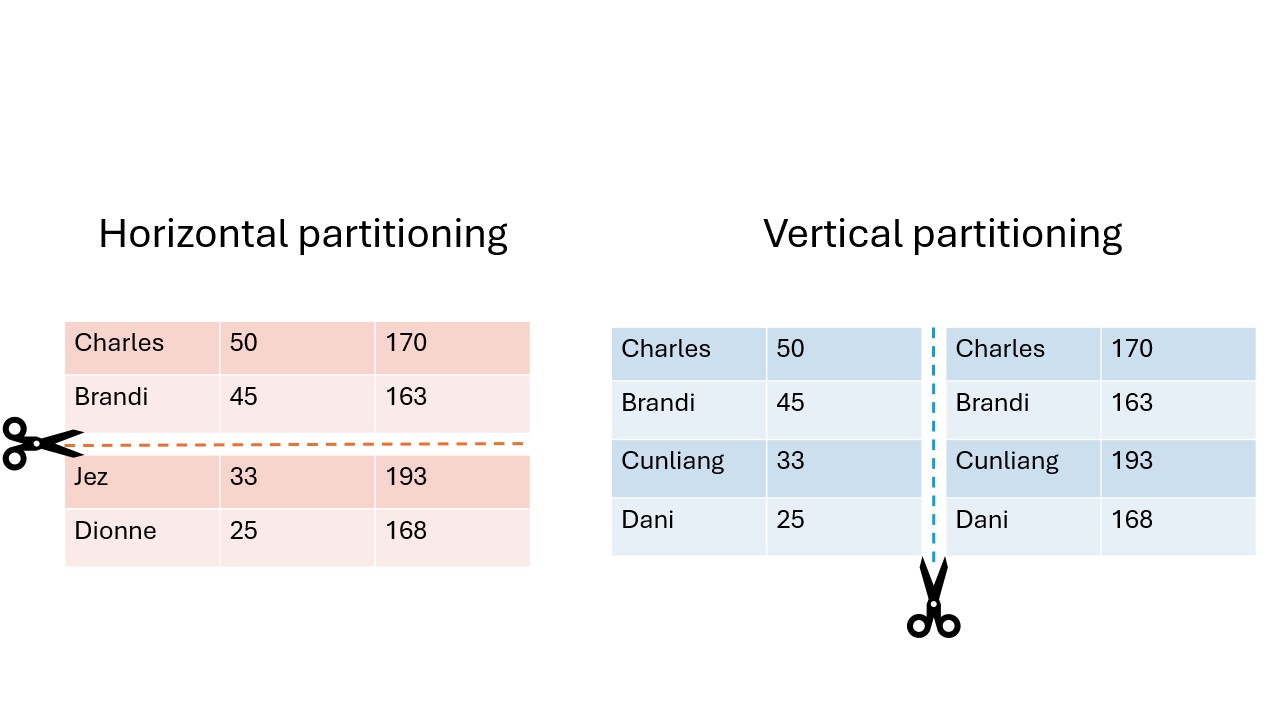 Horizontal partitioning
Vertical partitioning
Charles 50 170
Brandi 45 163
Jez 33 193
Dionne 25 168
Charles 50 Charles 170
Brandi 45 Brandi 163
Cunliang 33 Cunliang 193
Dani 25 Dani 168